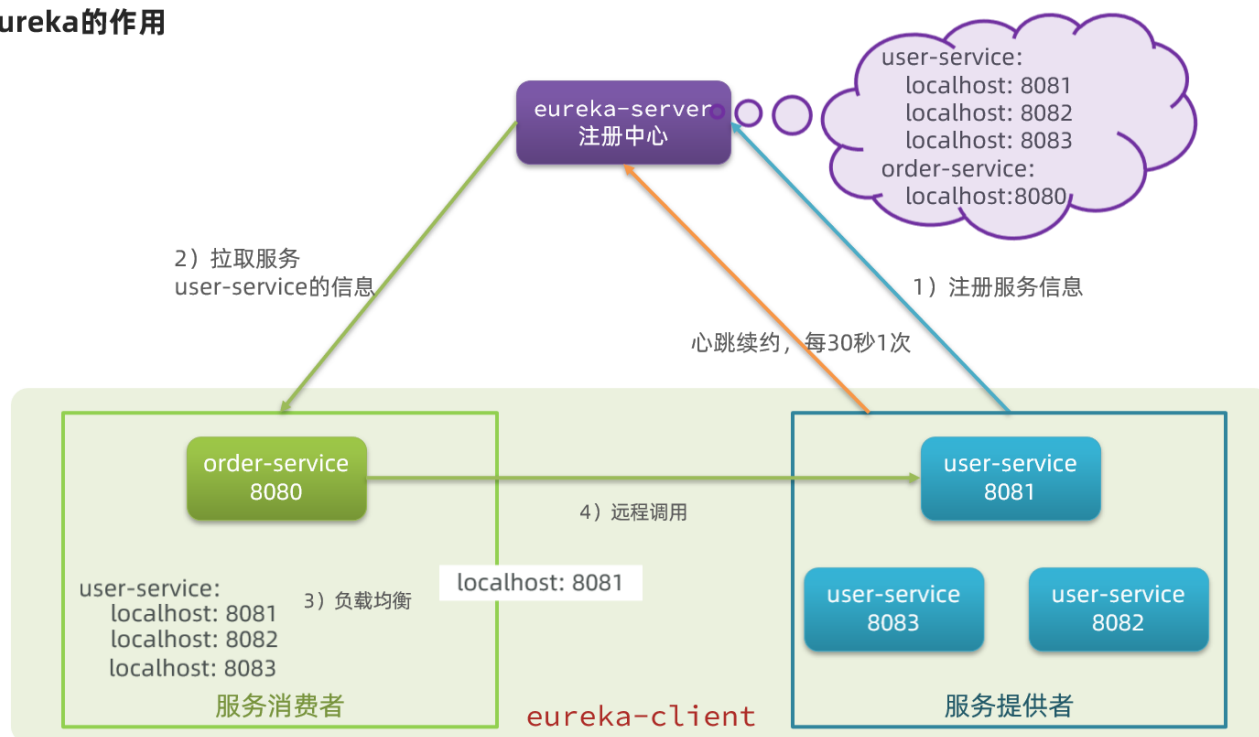 ureka的作用
eureka-server
注册中心
user-service:
localhost: 8081
localhost: 8082
localhost: 8083
order-service:
localhost:8080
2）拉取服务
user-service的信息
1）注册服务信息
心跳续约，每30秒1次
order-service
8080
user-service
8081
4）远程调用
user-service:
localhost: 8081
localhost: 8082
localhost: 8083
3）负载均衡
localhost: 8081
user-service
8083
user-service
8082
服务消费者
eureka-client
服务提供者